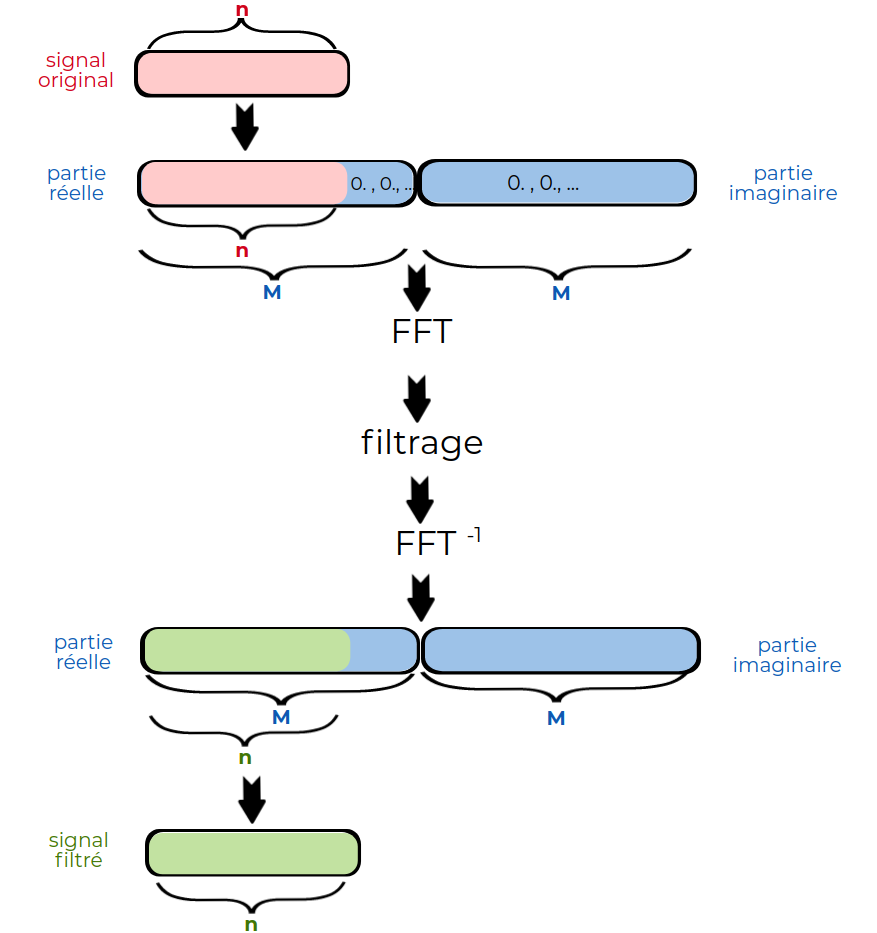 n
signal
original
partie
réelle
0. , 0., ...
0. , 0., ...
partie
imaginaire
n
M
M
FFT
filtrage
FFT -1
partie
réelle
partie
imaginaire
M
M
n
signal
filtré
n